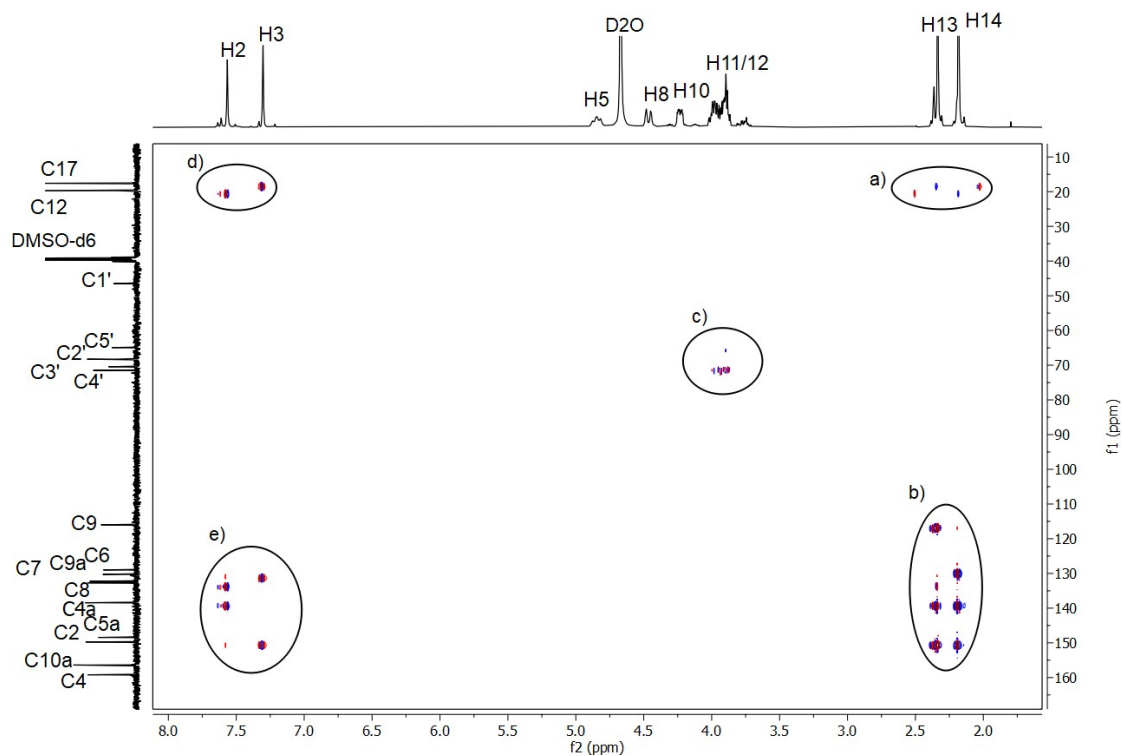 H2
H3
D2O
H5
H8
H10
H11/12
H13
H14
C17
C12
DMSO-d6
C1'
C5'
C2'
C3'
C4'
C9
C6
C7
C9a
C8
C4a
C5a
C2
C10a
C4
d)
a)
c)
b)
e)
10
20
30
40
50
60
70
80
90
100
110
120
130
140
150
160
f1 (ppm)
8.0 7.5 7.0 6.5 6.0 5.5 5.0 4.5 4.0 3.5 3.0 2.5 2.0
f2 (ppm)